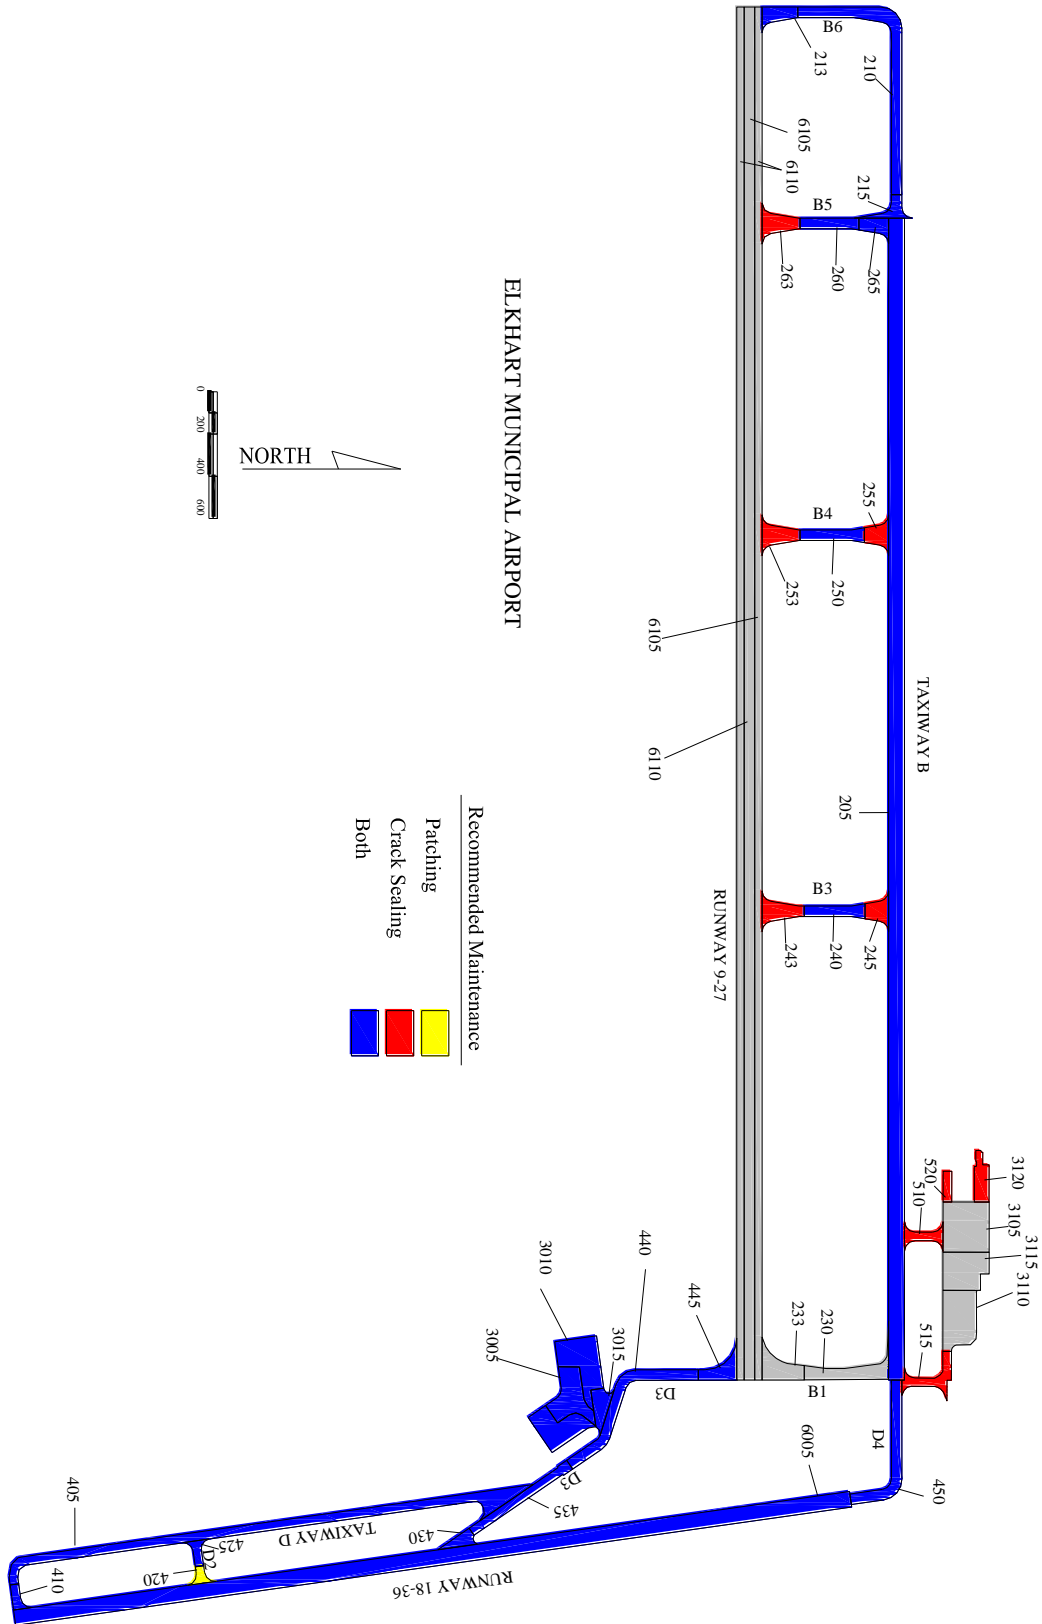 ELKHART MUNICIPAL AIRPORT
NORTH
0
200
400
600
Recommended Maintenance
Patching
Crack Sealing
Both
TAXIWAY B
RUNWAY 9-27
TAXIWAY D
RUNWAY 18-36
B6
213
210
6105
6110
215
B5
263
260
265
B4
255
253
250
6105
6110
205
B3
243
240
245
520
510
3120
3105
3115
3110
515
233
230
B1
D4
450
6005
445
440
D3
3010
3005
3015
D3
435
430
425
D2
420
405
410